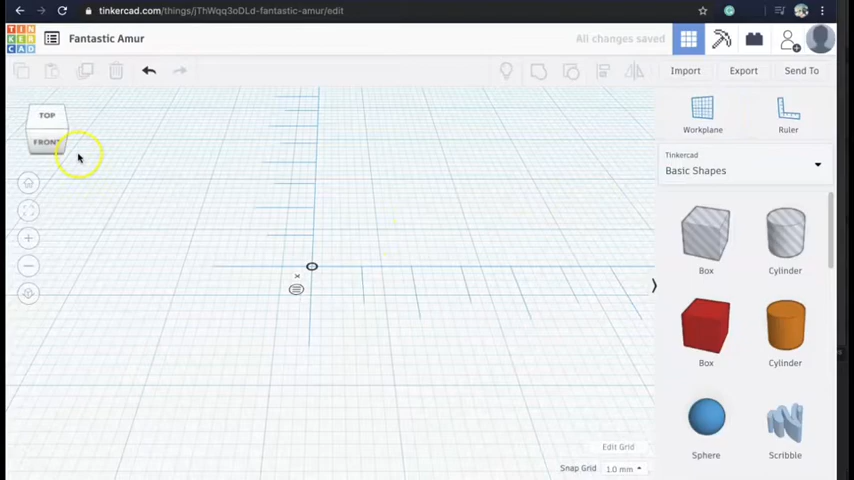 tinkercad.com/things/jThWqq3oDLd-fantastic-amur/edit
TIN
KER
CAD
Fantastic Amur
All changes saved
Import
Export
Send To
TOP
FRONT
Workplane
Ruler
Tinkercad
Basic Shapes
Box
Cylinder
Box
Cylinder
Sphere
Scribble
Edit Grid
Snap Grid
1.0 mm